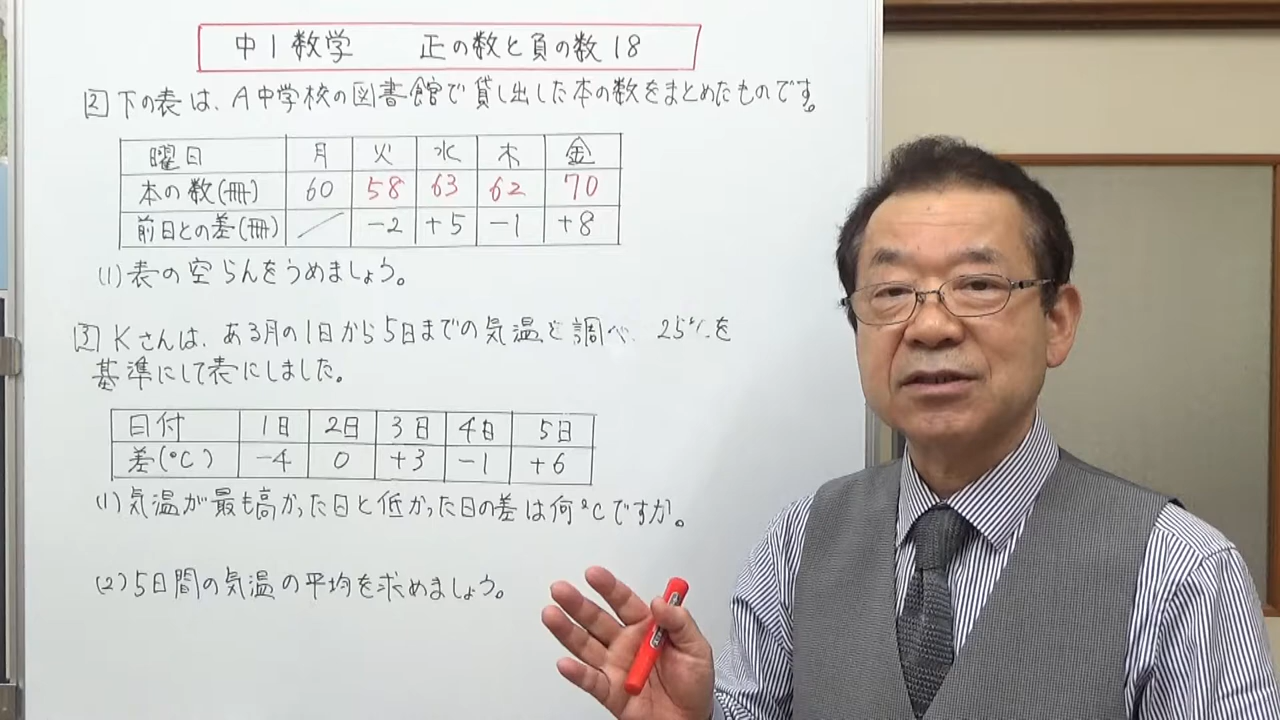 中1数学 正の数と負の数18
2 下の表は、A中学校の図書館で貸し出した本の数をまとめたものです。
曜日 月 火 水 木 金
本の数(冊) 60 58 63 62 70
前日との差(冊) ／ -2 +5 -1 +8
(1)表の空らんをうめましょう。
3 Kさんは、ある月の1日から5日までの気温を調べ、25℃を
基準にして表にしました。
日付 1日 2日 3日 4日 5日
差(℃) -4 0 +3 -1 +6
(1)気温が最も高かった日と低かった日の差は何℃ですか。
(2)5日間の気温の平均を求めましょう。